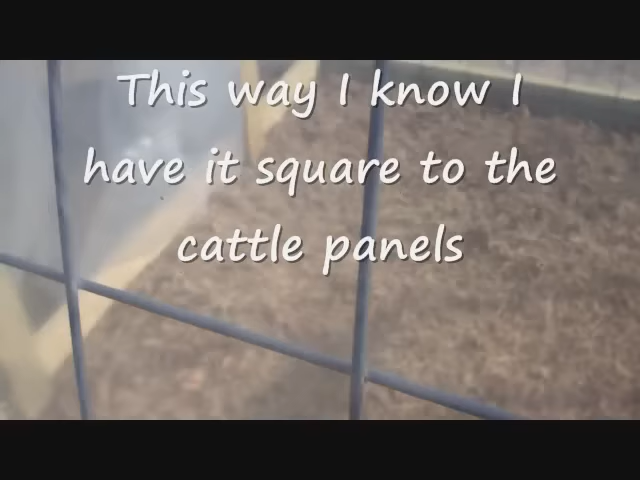 This way I know I
have it square to the
cattle panels